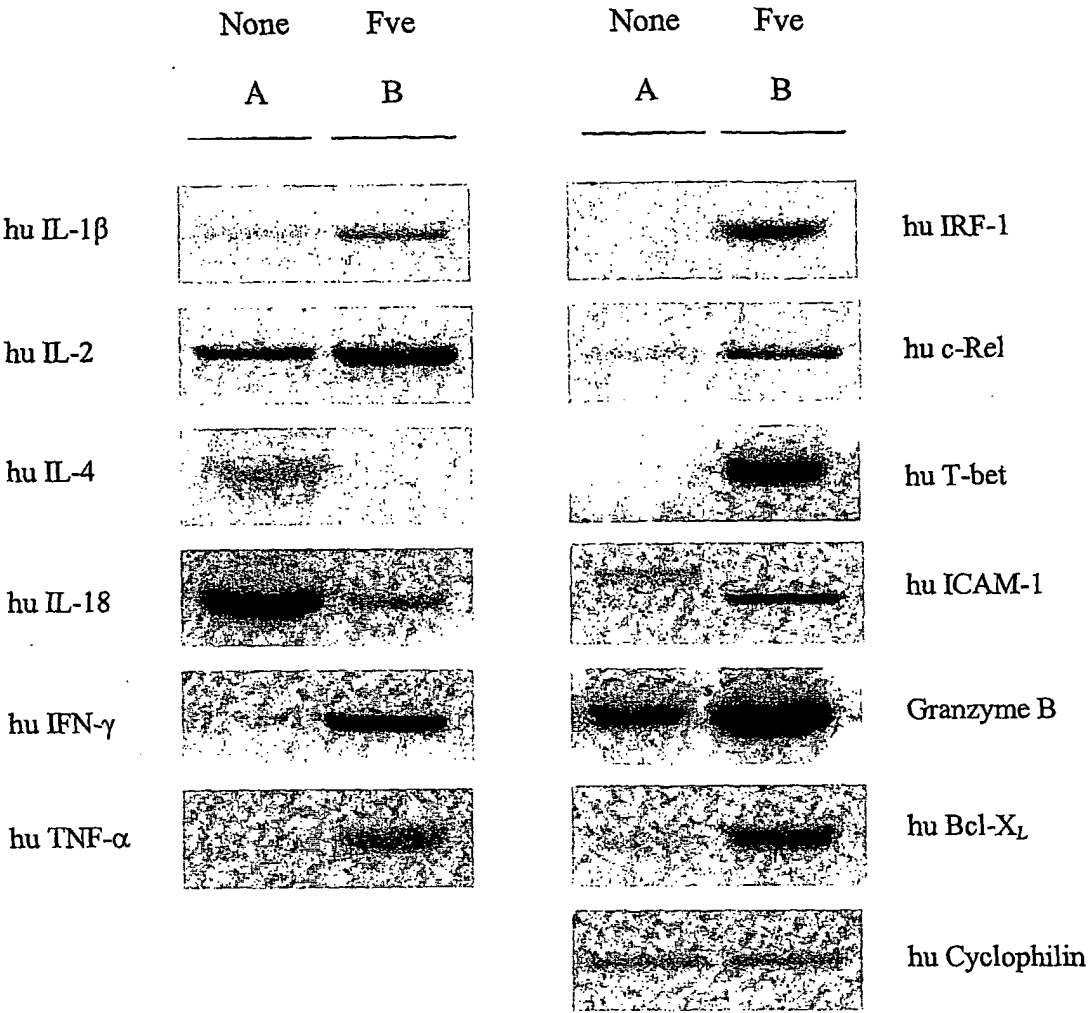 None Fve None Fve
A B A B
hu IL-1β
hu IL-2
hu IL-4
hu IL-18
hu IFN-γ
hu TNF-α
hu IRF-1
hu c-Rel
hu T-bet
hu ICAM-1
Granzyme B
hu Bcl-XL
hu Cyclophilin